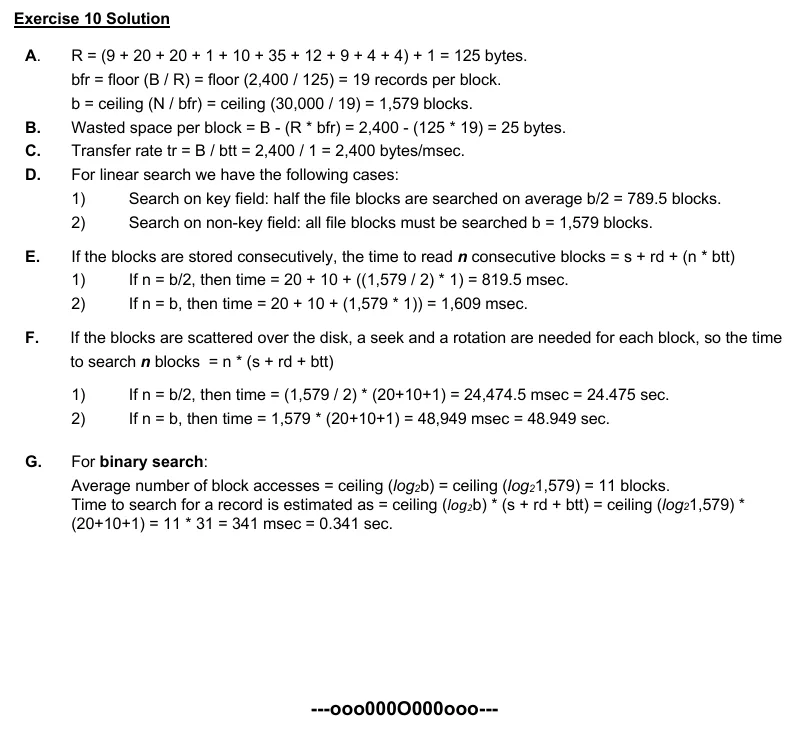 Exercise 10 Solution
A. R = (9 + 20 + 20 + 1 + 10 + 35 + 12 + 9 + 4 + 4) + 1 = 125 bytes.
bfr = floor (B / R) = floor (2,400 / 125) = 19 records per block.
b = ceiling (N / bfr) = ceiling (30,000 / 19) = 1,579 blocks.
B. Wasted space per block = B - (R * bfr) = 2,400 - (125 * 19) = 25 bytes.
C. Transfer rate tr = B / btt = 2,400 / 1 = 2,400 bytes/msec.
D. For linear search we have the following cases:
1) Search on key field: half the file blocks are searched on average b/2 = 789.5 blocks.
2) Search on non-key field: all file blocks must be searched b = 1,579 blocks.
E. If the blocks are stored consecutively, the time to read n consecutive blocks = s + rd + (n * btt)
1) If n = b/2, then time = 20 + 10 + ((1,579 / 2) * 1) = 819.5 msec.
2) If n = b, then time = 20 + 10 + (1,579 * 1)) = 1,609 msec.
F. If the blocks are scattered over the disk, a seek and a rotation are needed for each block, so the time
to search n blocks = n * (s + rd + btt)
1) If n = b/2, then time = (1,579 / 2) * (20+10+1) = 24,474.5 msec = 24.475 sec.
2) If n = b, then time = 1,579 * (20+10+1) = 48,949 msec = 48.949 sec.
G. For binary search:
Average number of block accesses = ceiling (log2b) = ceiling (log21,579) = 11 blocks.
Time to search for a record is estimated as = ceiling (log2b) * (s + rd + btt) = ceiling (log21,579) *
(20+10+1) = 11 * 31 = 341 msec = 0.341 sec.
---ooo000O000ooo---